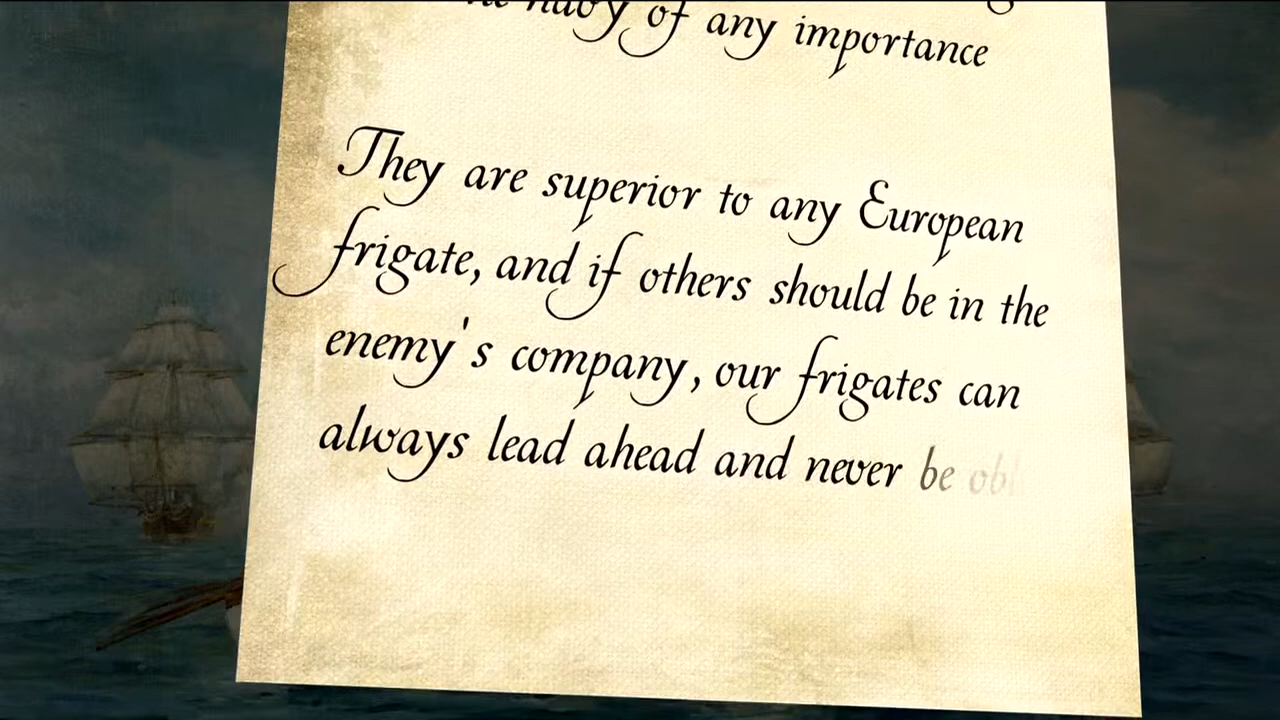 navy of any importance
They are superior to any European
frigate, and if others should be in the
enemy's company, our frigates can
always lead ahead and never be